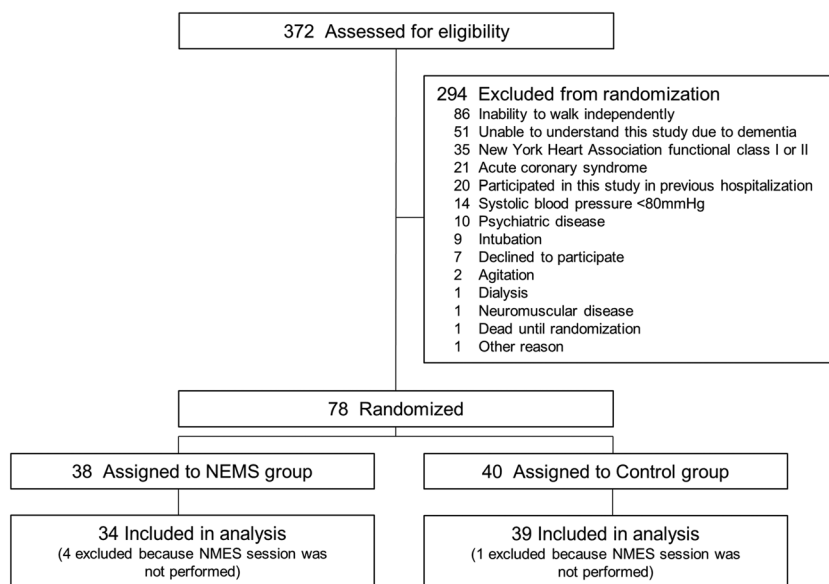 372 Assessed for eligibility
294 Excluded from randomization
86 Inability to walk independently
51 Unable to understand this study due to dementia
35 New York Heart Association functional class I or II
21 Acute coronary syndrome
20 Participated in this study in previous hospitalization
14 Systolic blood pressure <80mmHg
10 Psychiatric disease
9 Intubation
7 Declined to participate
2 Agitation
1 Dialysis
1 Neuromuscular disease
1 Dead until randomization
1 Other reason
78 Randomized
38 Assigned to NEMS group
40 Assigned to Control group
34 Included in analysis
(4 excluded because NMES session was
not performed)
39 Included in analysis
(1 excluded because NMES session was
not performed)